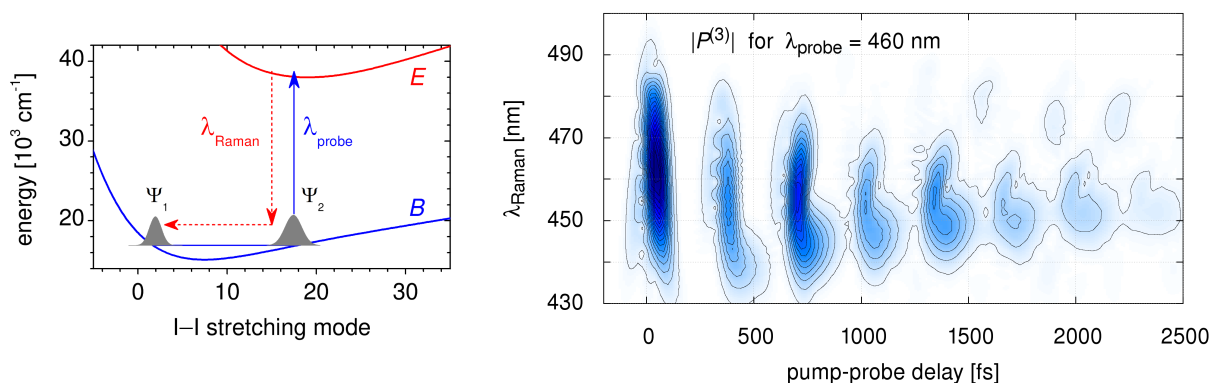 40
30
20
energy [10³ cm⁻¹]
E
λRaman
λprobe
Ψ₁
Ψ₂
B
0 10 20 30
I–I stretching mode
|P⁽³⁾| for λprobe = 460 nm
490
470
450
430
λRaman [nm]
0 500 1000 1500 2000 2500
pump-probe delay [fs]